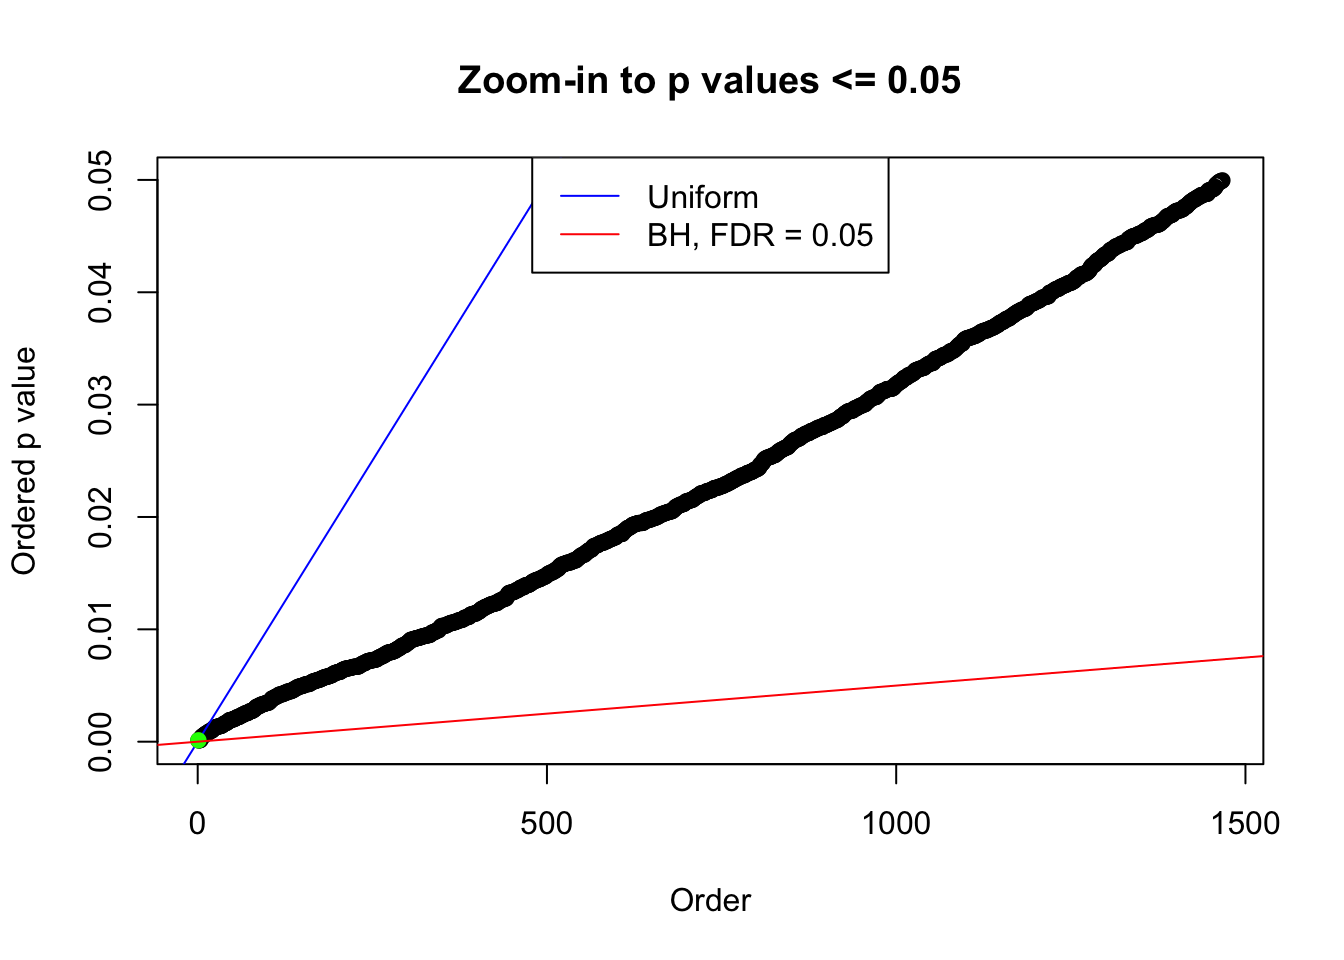 Zoom-in to p values <= 0.05
Uniform
BH, FDR = 0.05
Ordered p value
0.05
0.04
0.03
0.02
0.01
0.00
0 500 1000 1500
Order